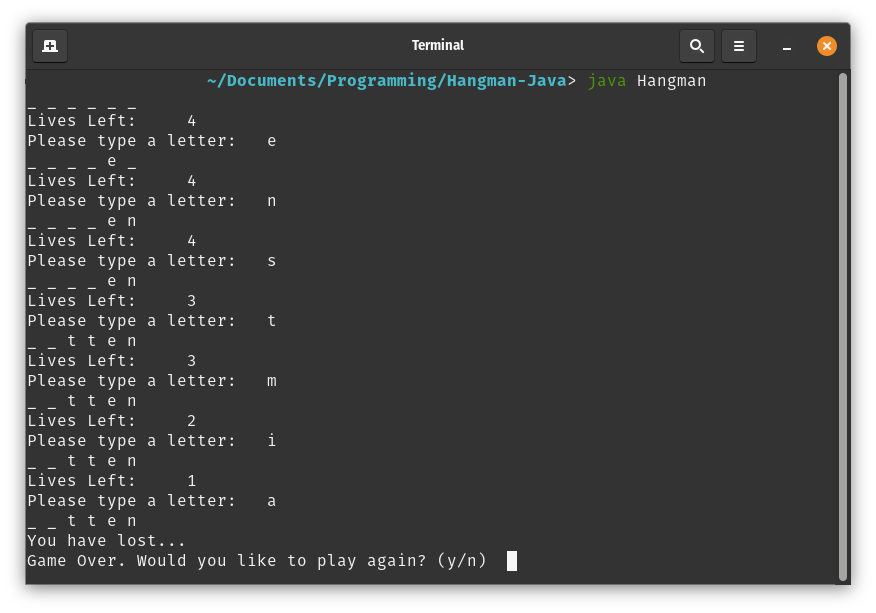 Terminal
~/Documents/Programming/Hangman-Java> java Hangman
_ _ _ _ _ _
Lives Left:     4
Please type a letter:   e
_ _ _ _ e _
Lives Left:     4
Please type a letter:   n
_ _ _ _ e n
Lives Left:     4
Please type a letter:   s
_ _ _ _ e n
Lives Left:     3
Please type a letter:   t
_ _ t t e n
Lives Left:     3
Please type a letter:   m
_ _ t t e n
Lives Left:     2
Please type a letter:   i
_ _ t t e n
Lives Left:     1
Please type a letter:   a
_ _ t t e n
You have lost...
Game Over. Would you like to play again? (y/n)